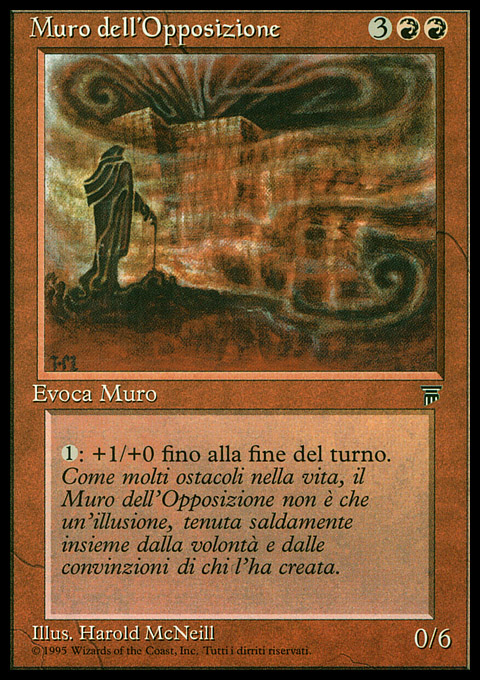 Muro dell'Opposizione 3
Evoca Muro
1: +1/+0 fino alla fine del turno.
Come molti ostacoli nella vita, il
Muro dell'Opposizione non è che
un'illusione, tenuta saldamente
insieme dalla volontà e dalle
convinzioni di chi l'ha creata.
Illus. Harold McNeill
0/6
© 1995 Wizards of the Coast, Inc. Tutti i diritti riservati.